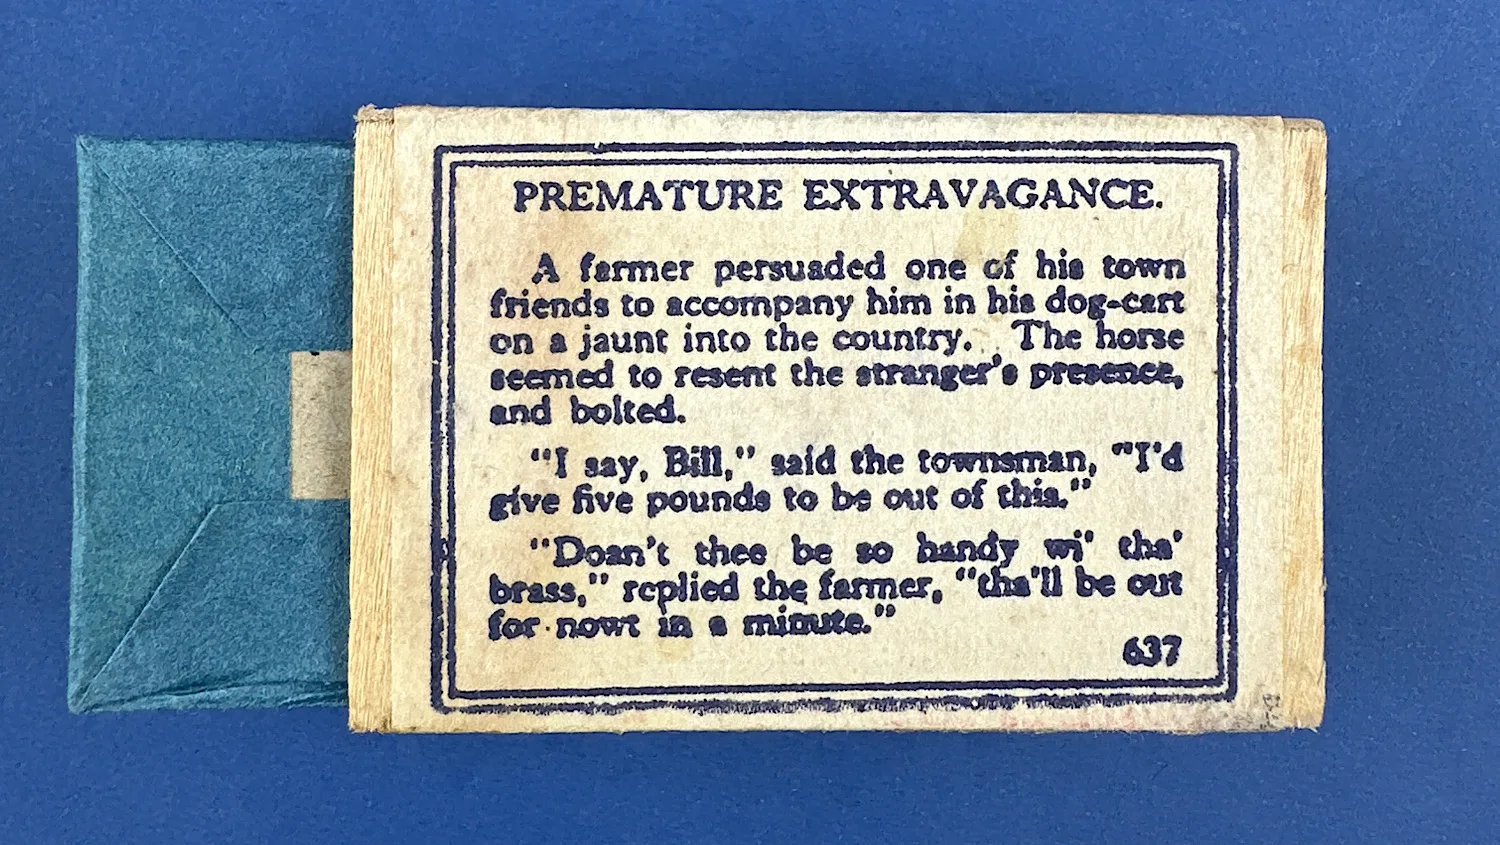 PREMATURE EXTRAVAGANCE.
A farmer persuaded one of his town
friends to accompany him in his dog-cart
on a jaunt into the country. The horse
seemed to resent the stranger's presence,
and bolted.
"I say, Bill," said the townsman, "I'd
give five pounds to be out of this."
"Doan't thee be so handy wi' tha'
brass," replied the farmer, "tha'll be out
for nowt in a minute."
637